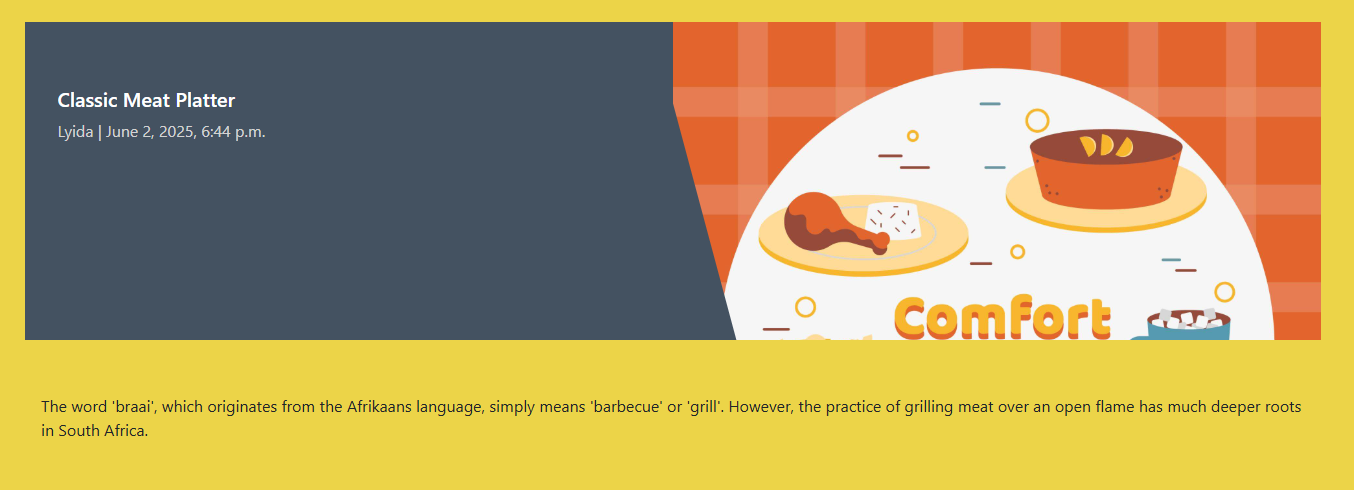 Classic Meat Platter
Lyida | June 2, 2025, 6:44 p.m.
Comfort
The word 'braai', which originates from the Afrikaans language, simply means 'barbecue' or 'grill'. However, the practice of grilling meat over an open flame has much deeper roots
in South Africa.